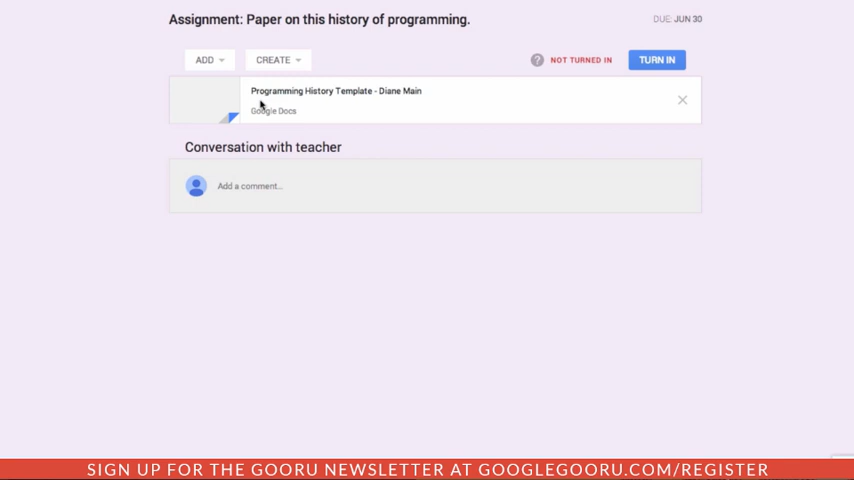 Assignment: Paper on this history of programming.
DUE: JUN 30
ADD
CREATE
? NOT TURNED IN
TURN IN
Programming History Template - Diane Main
Google Docs
Conversation with teacher
Add a comment...
SIGN UP FOR THE GOORU NEWSLETTER AT GOOGLEGOORU.COM/REGISTER